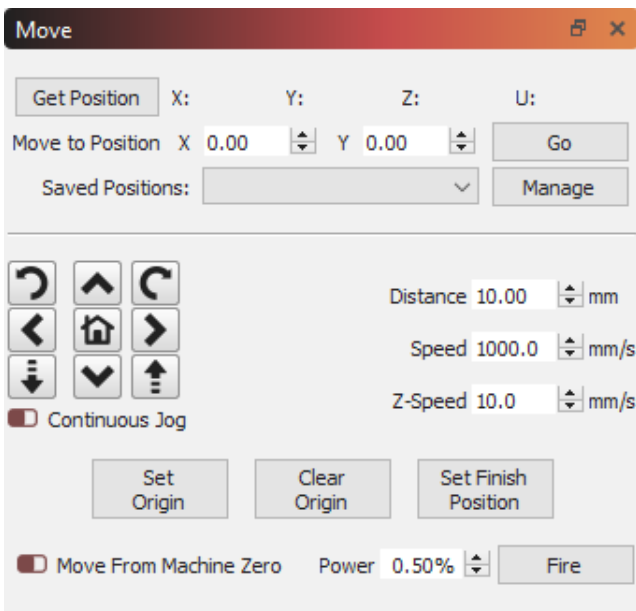 Move
Get Position X: Y: Z: U:
Move to Position X 0.00 Y 0.00 Go
Saved Positions: Manage
Distance 10.00 mm
Speed 1000.0 mm/s
Z-Speed 10.0 mm/s
Continuous Jog
Set
Origin
Clear
Origin
Set Finish
Position
Move From Machine Zero Power 0.50% Fire